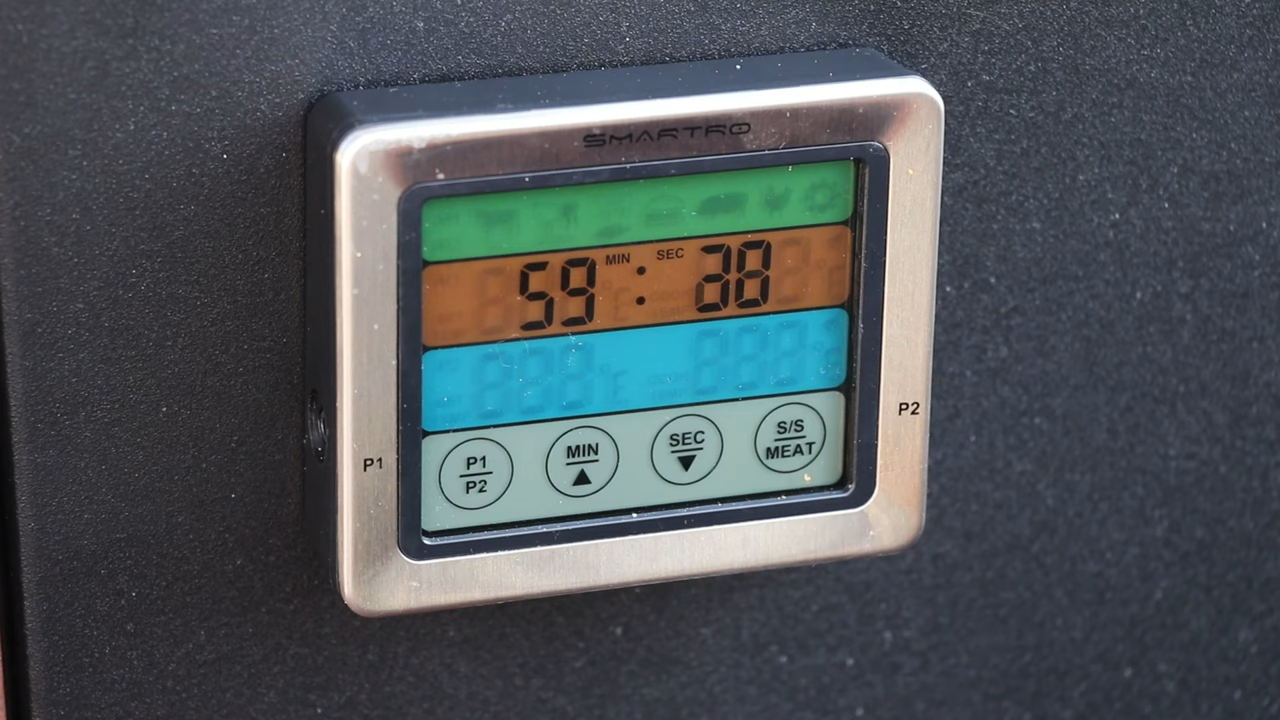 SMARTRO
59 MIN : SEC 38
P1
P2
MIN
SEC
S/S
MEAT
P1
P2